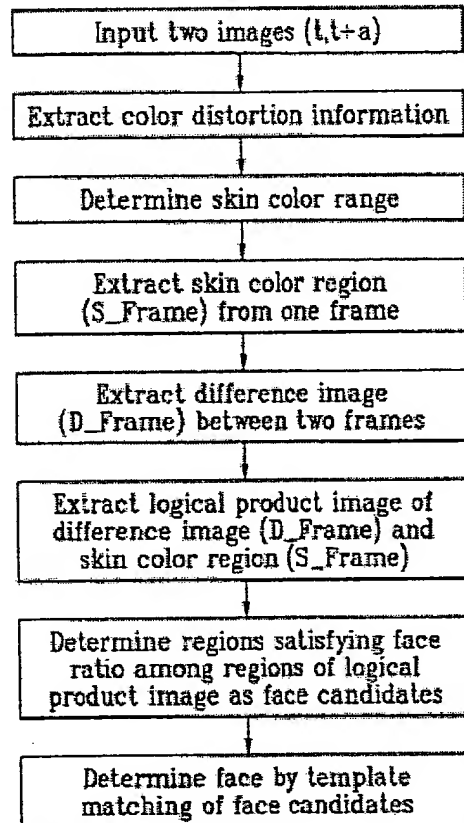 Input two images (t,t+a)
Extract color distortion information
Determine skin color range
Extract skin color region
(S_Frame) from one frame
Extract difference image
(D_Frame) between two frames
Extract logical product image of
difference image (D_Frame) and
skin color region (S_Frame)
Determine regions satisfying face
ratio among regions of logical
product image as face candidates
Determine face by template
matching of face candidates